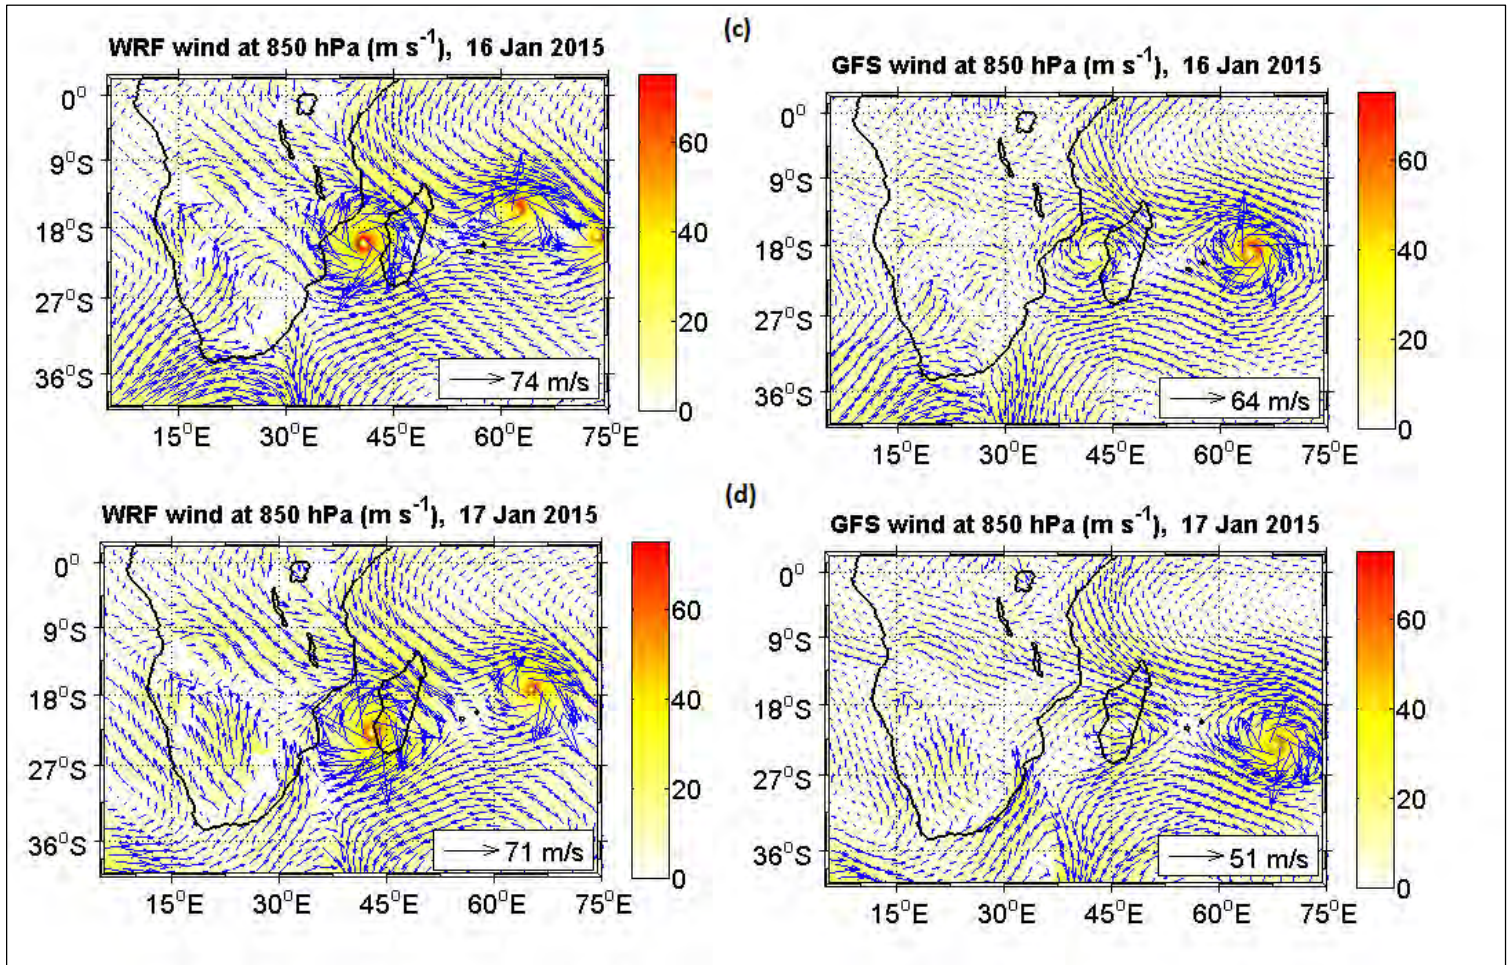 (c)
WRF wind at 850 hPa (m s⁻¹), 16 Jan 2015
0°
9°S
18°S
27°S
36°S
15°E 30°E 45°E 60°E 75°E
74 m/s
60
40
20
0
GFS wind at 850 hPa (m s⁻¹), 16 Jan 2015
0°
9°S
18°S
27°S
36°S
15°E 30°E 45°E 60°E 75°E
64 m/s
60
40
20
0
(d)
WRF wind at 850 hPa (m s⁻¹), 17 Jan 2015
0°
9°S
18°S
27°S
36°S
15°E 30°E 45°E 60°E 75°E
71 m/s
60
40
20
0
GFS wind at 850 hPa (m s⁻¹), 17 Jan 2015
0°
9°S
18°S
27°S
36°S
15°E 30°E 45°E 60°E 75°E
51 m/s
60
40
20
0